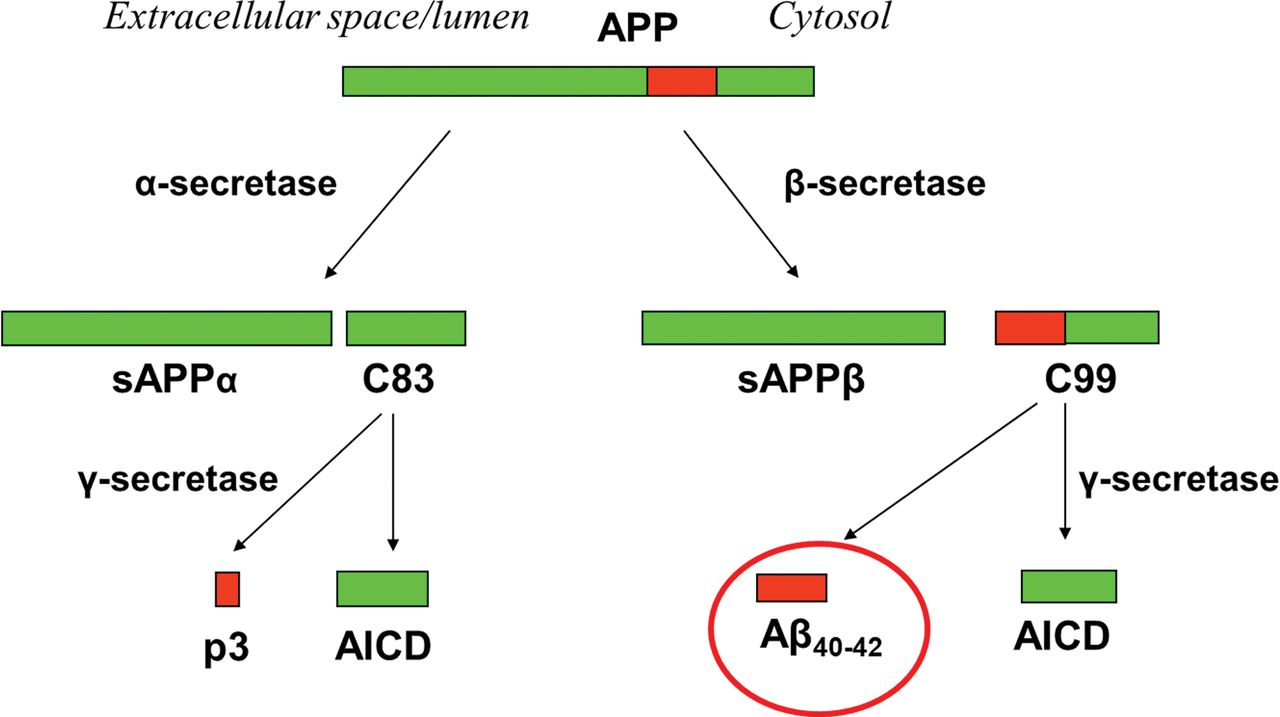 Extracellular space/lumen
APP
Cytosol
α-secretase
β-secretase
sAPPα
C83
sAPPβ
C99
γ-secretase
γ-secretase
p3
AICD
Aβ40-42
AICD